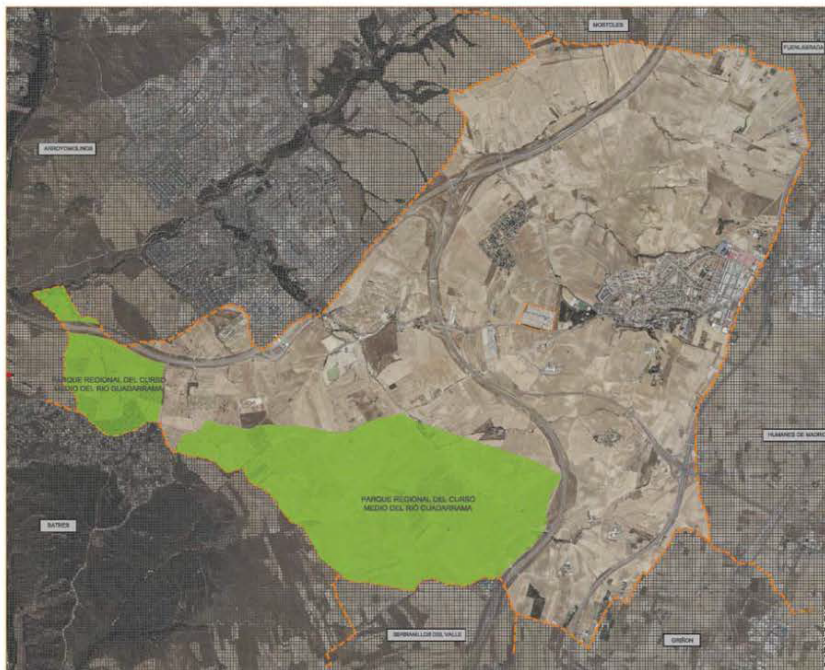 MOSTOLES
FUENLABRADA
ARROYOMOLINOS
PARQUE REGIONAL DEL CURSO
MEDIO DEL RIO GUADARRAMA
HUMANES DE MADRID
PARQUE REGIONAL DEL CURSO
MEDIO DEL RIO GUADARRAMA
BATRES
SERRANILLOS DEL VALLE
GRIÑON